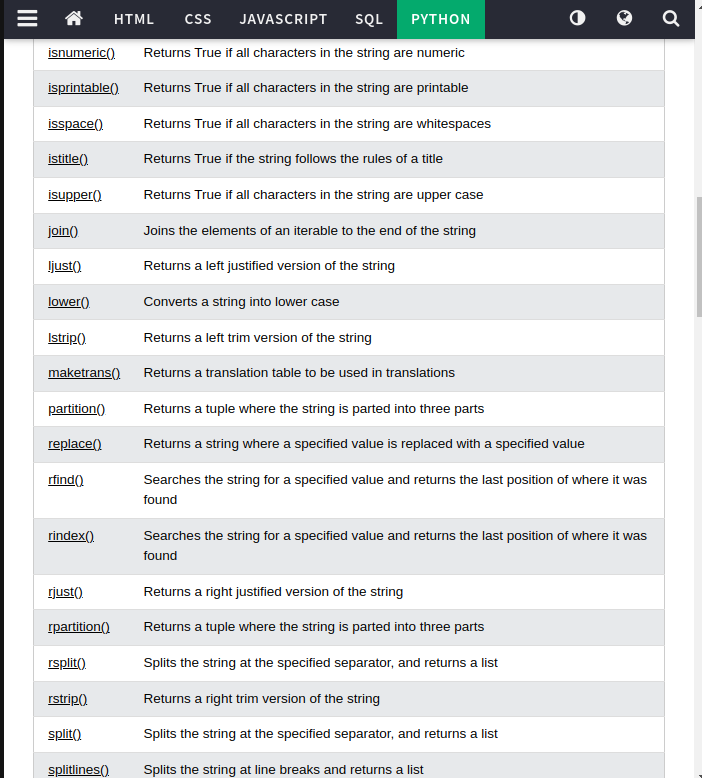 HTML CSS JAVASCRIPT SQL PYTHON
isnumeric() Returns True if all characters in the string are numeric
isprintable() Returns True if all characters in the string are printable
isspace() Returns True if all characters in the string are whitespaces
istitle() Returns True if the string follows the rules of a title
isupper() Returns True if all characters in the string are upper case
join() Joins the elements of an iterable to the end of the string
ljust() Returns a left justified version of the string
lower() Converts a string into lower case
lstrip() Returns a left trim version of the string
maketrans() Returns a translation table to be used in translations
partition() Returns a tuple where the string is parted into three parts
replace() Returns a string where a specified value is replaced with a specified value
rfind() Searches the string for a specified value and returns the last position of where it was
found
rindex() Searches the string for a specified value and returns the last position of where it was
found
rjust() Returns a right justified version of the string
rpartition() Returns a tuple where the string is parted into three parts
rsplit() Splits the string at the specified separator, and returns a list
rstrip() Returns a right trim version of the string
split() Splits the string at the specified separator, and returns a list
splitlines() Splits the string at line breaks and returns a list